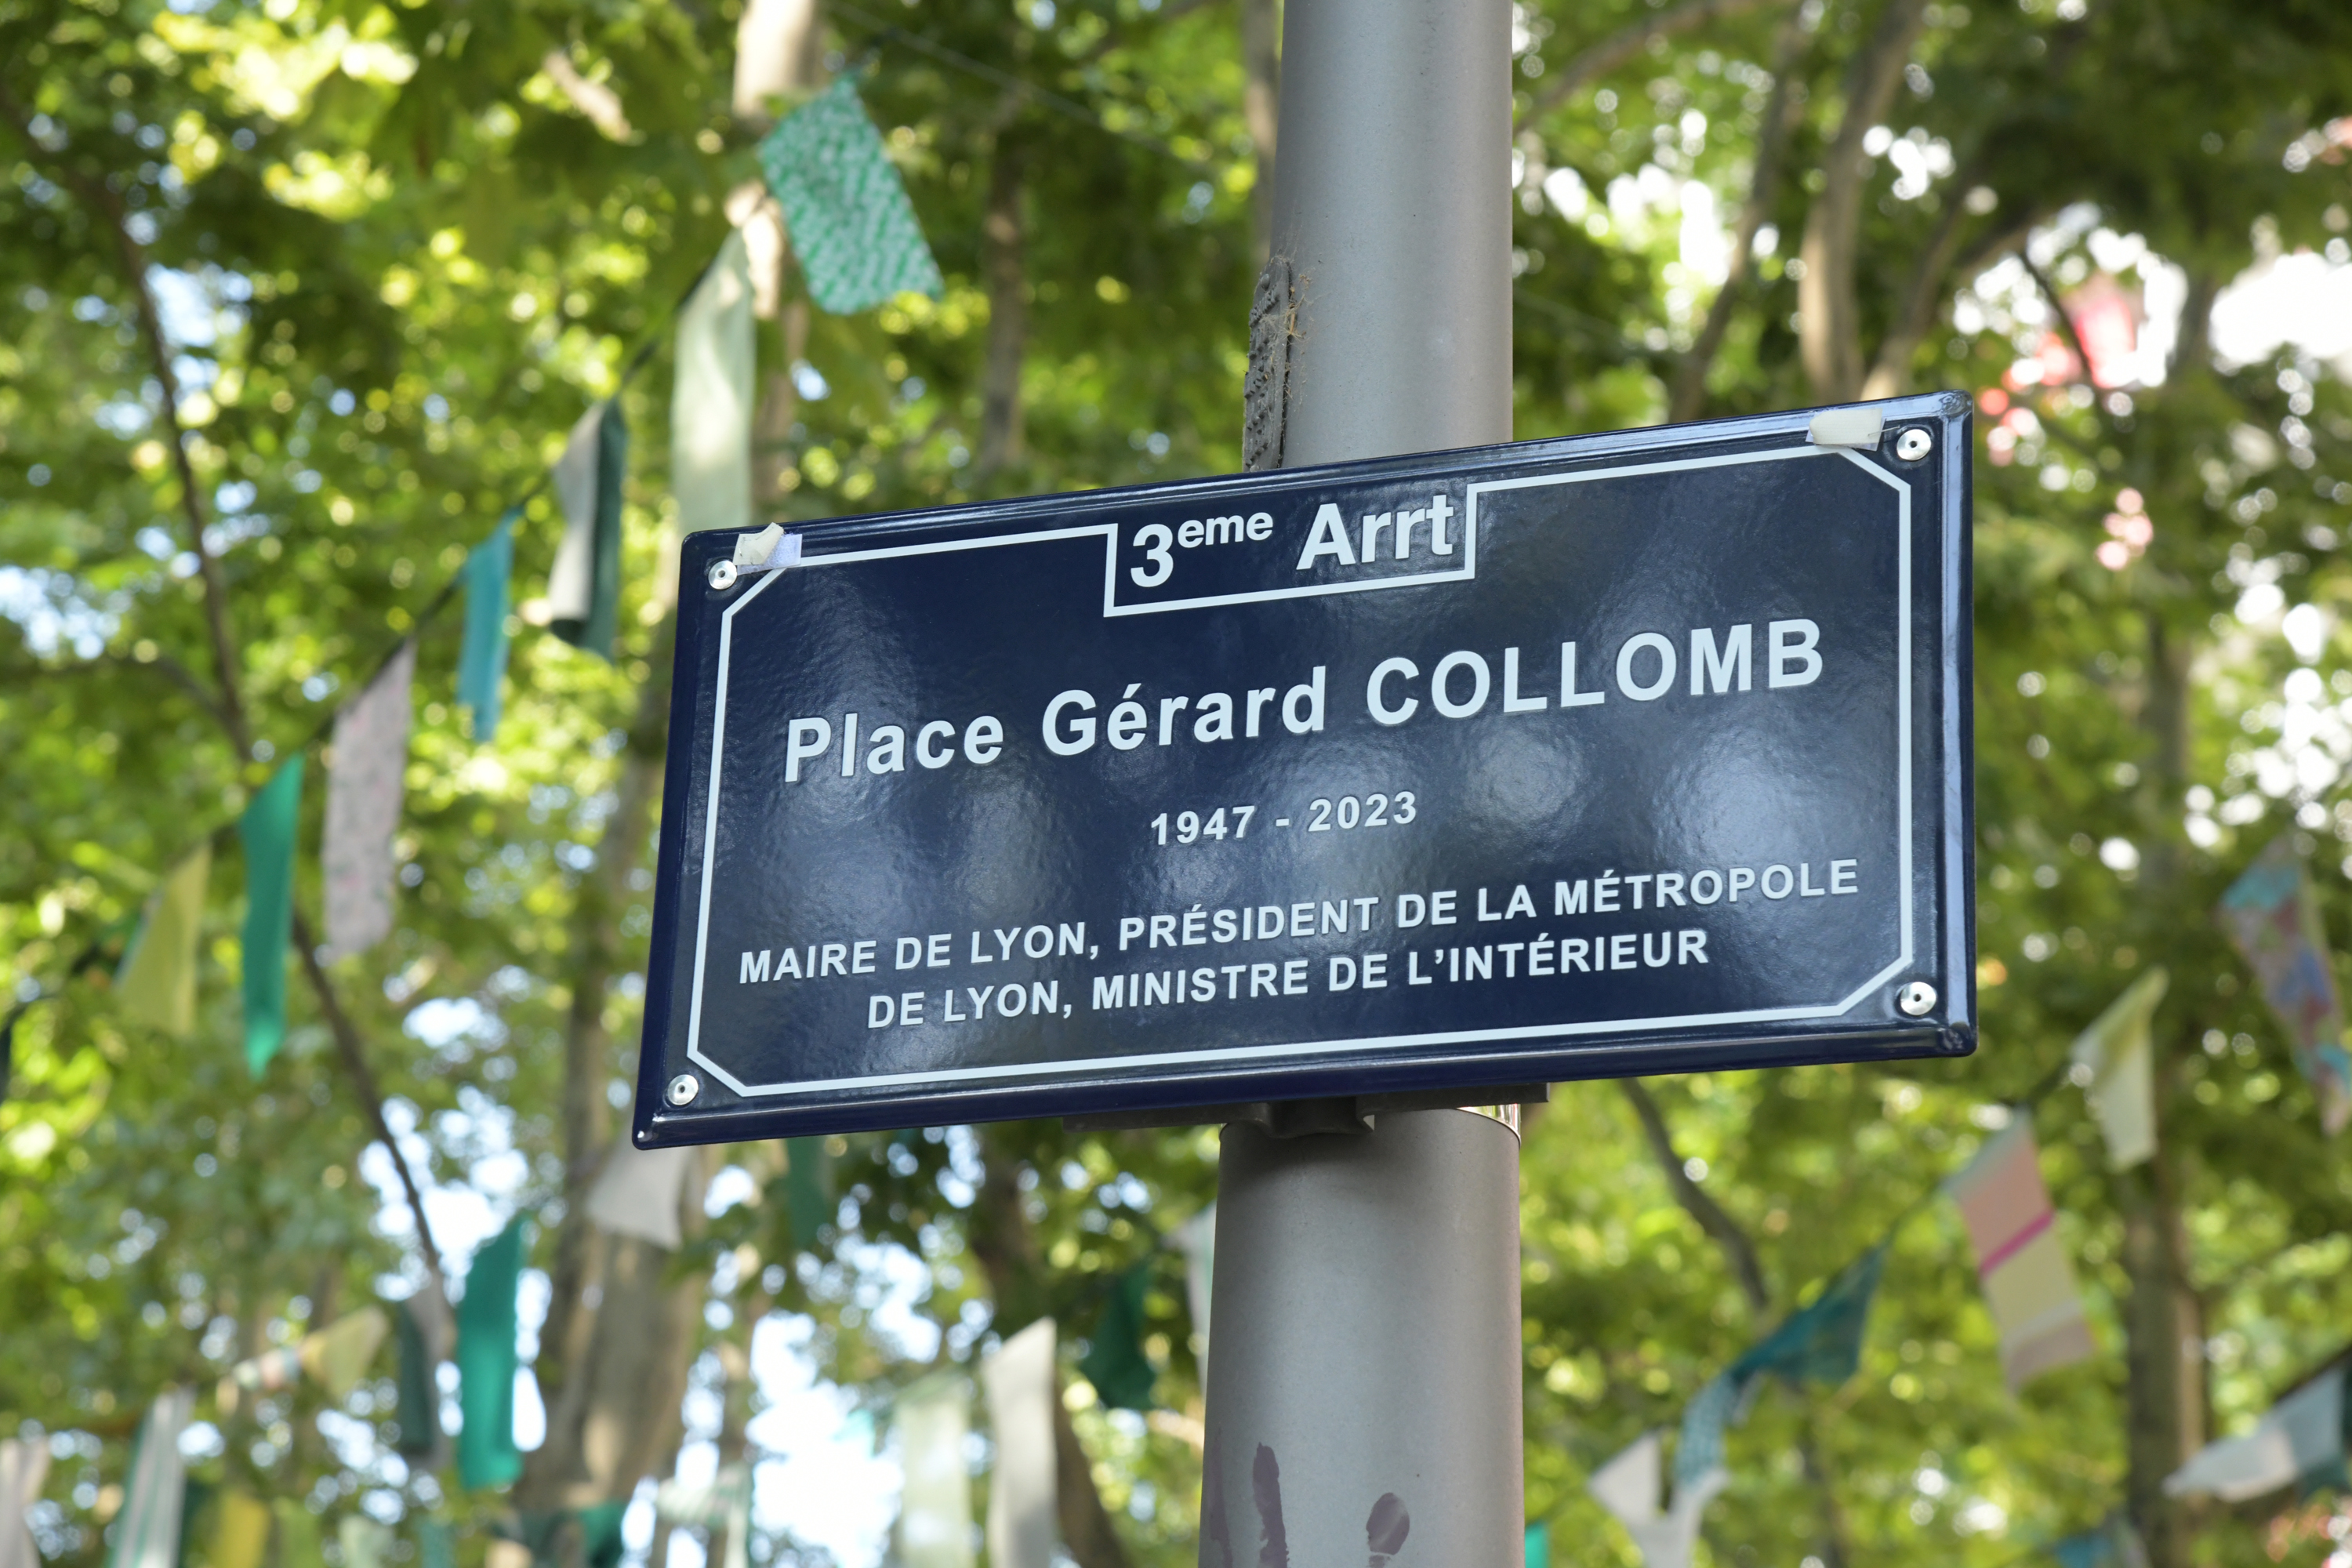 3eme Arrt
Place Gérard COLLOMB
1947 - 2023
MAIRE DE LYON, PRÉSIDENT DE LA MÉTROPOLE
DE LYON, MINISTRE DE L’INTÉRIEUR